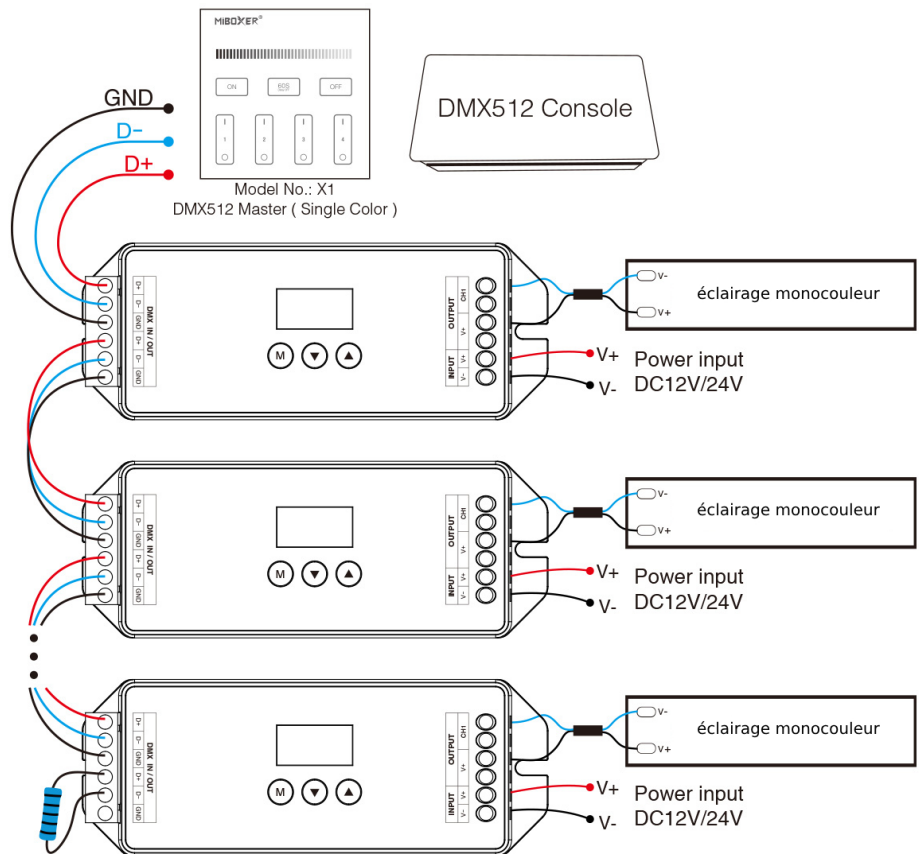 MIBOXER®
ON
60S
OFF
1
2
3
4
GND
D-
D+
Model No.: X1
DMX512 Master ( Single Color )
DMX512 Console
D+
D-
GND
D+
D-
GND
DMX IN / OUT
M
OUTPUT
CH1
V+
INPUT
V+
V-
V-
V+
éclairage monocouleur
V+
V-
Power input
DC12V/24V
D+
D-
GND
D+
D-
GND
DMX IN / OUT
M
OUTPUT
CH1
V+
INPUT
V+
V-
V-
V+
éclairage monocouleur
V+
V-
Power input
DC12V/24V
D+
D-
GND
D+
D-
GND
DMX IN / OUT
M
OUTPUT
CH1
V+
INPUT
V+
V-
V-
V+
éclairage monocouleur
V+
V-
Power input
DC12V/24V